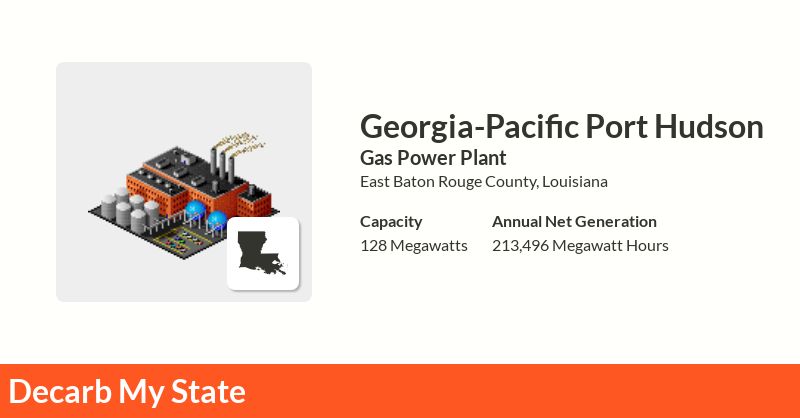 Georgia-Pacific Port Hudson
Gas Power Plant
East Baton Rouge County, Louisiana
Capacity
128 Megawatts
Annual Net Generation
213,496 Megawatt Hours
Decarb My State